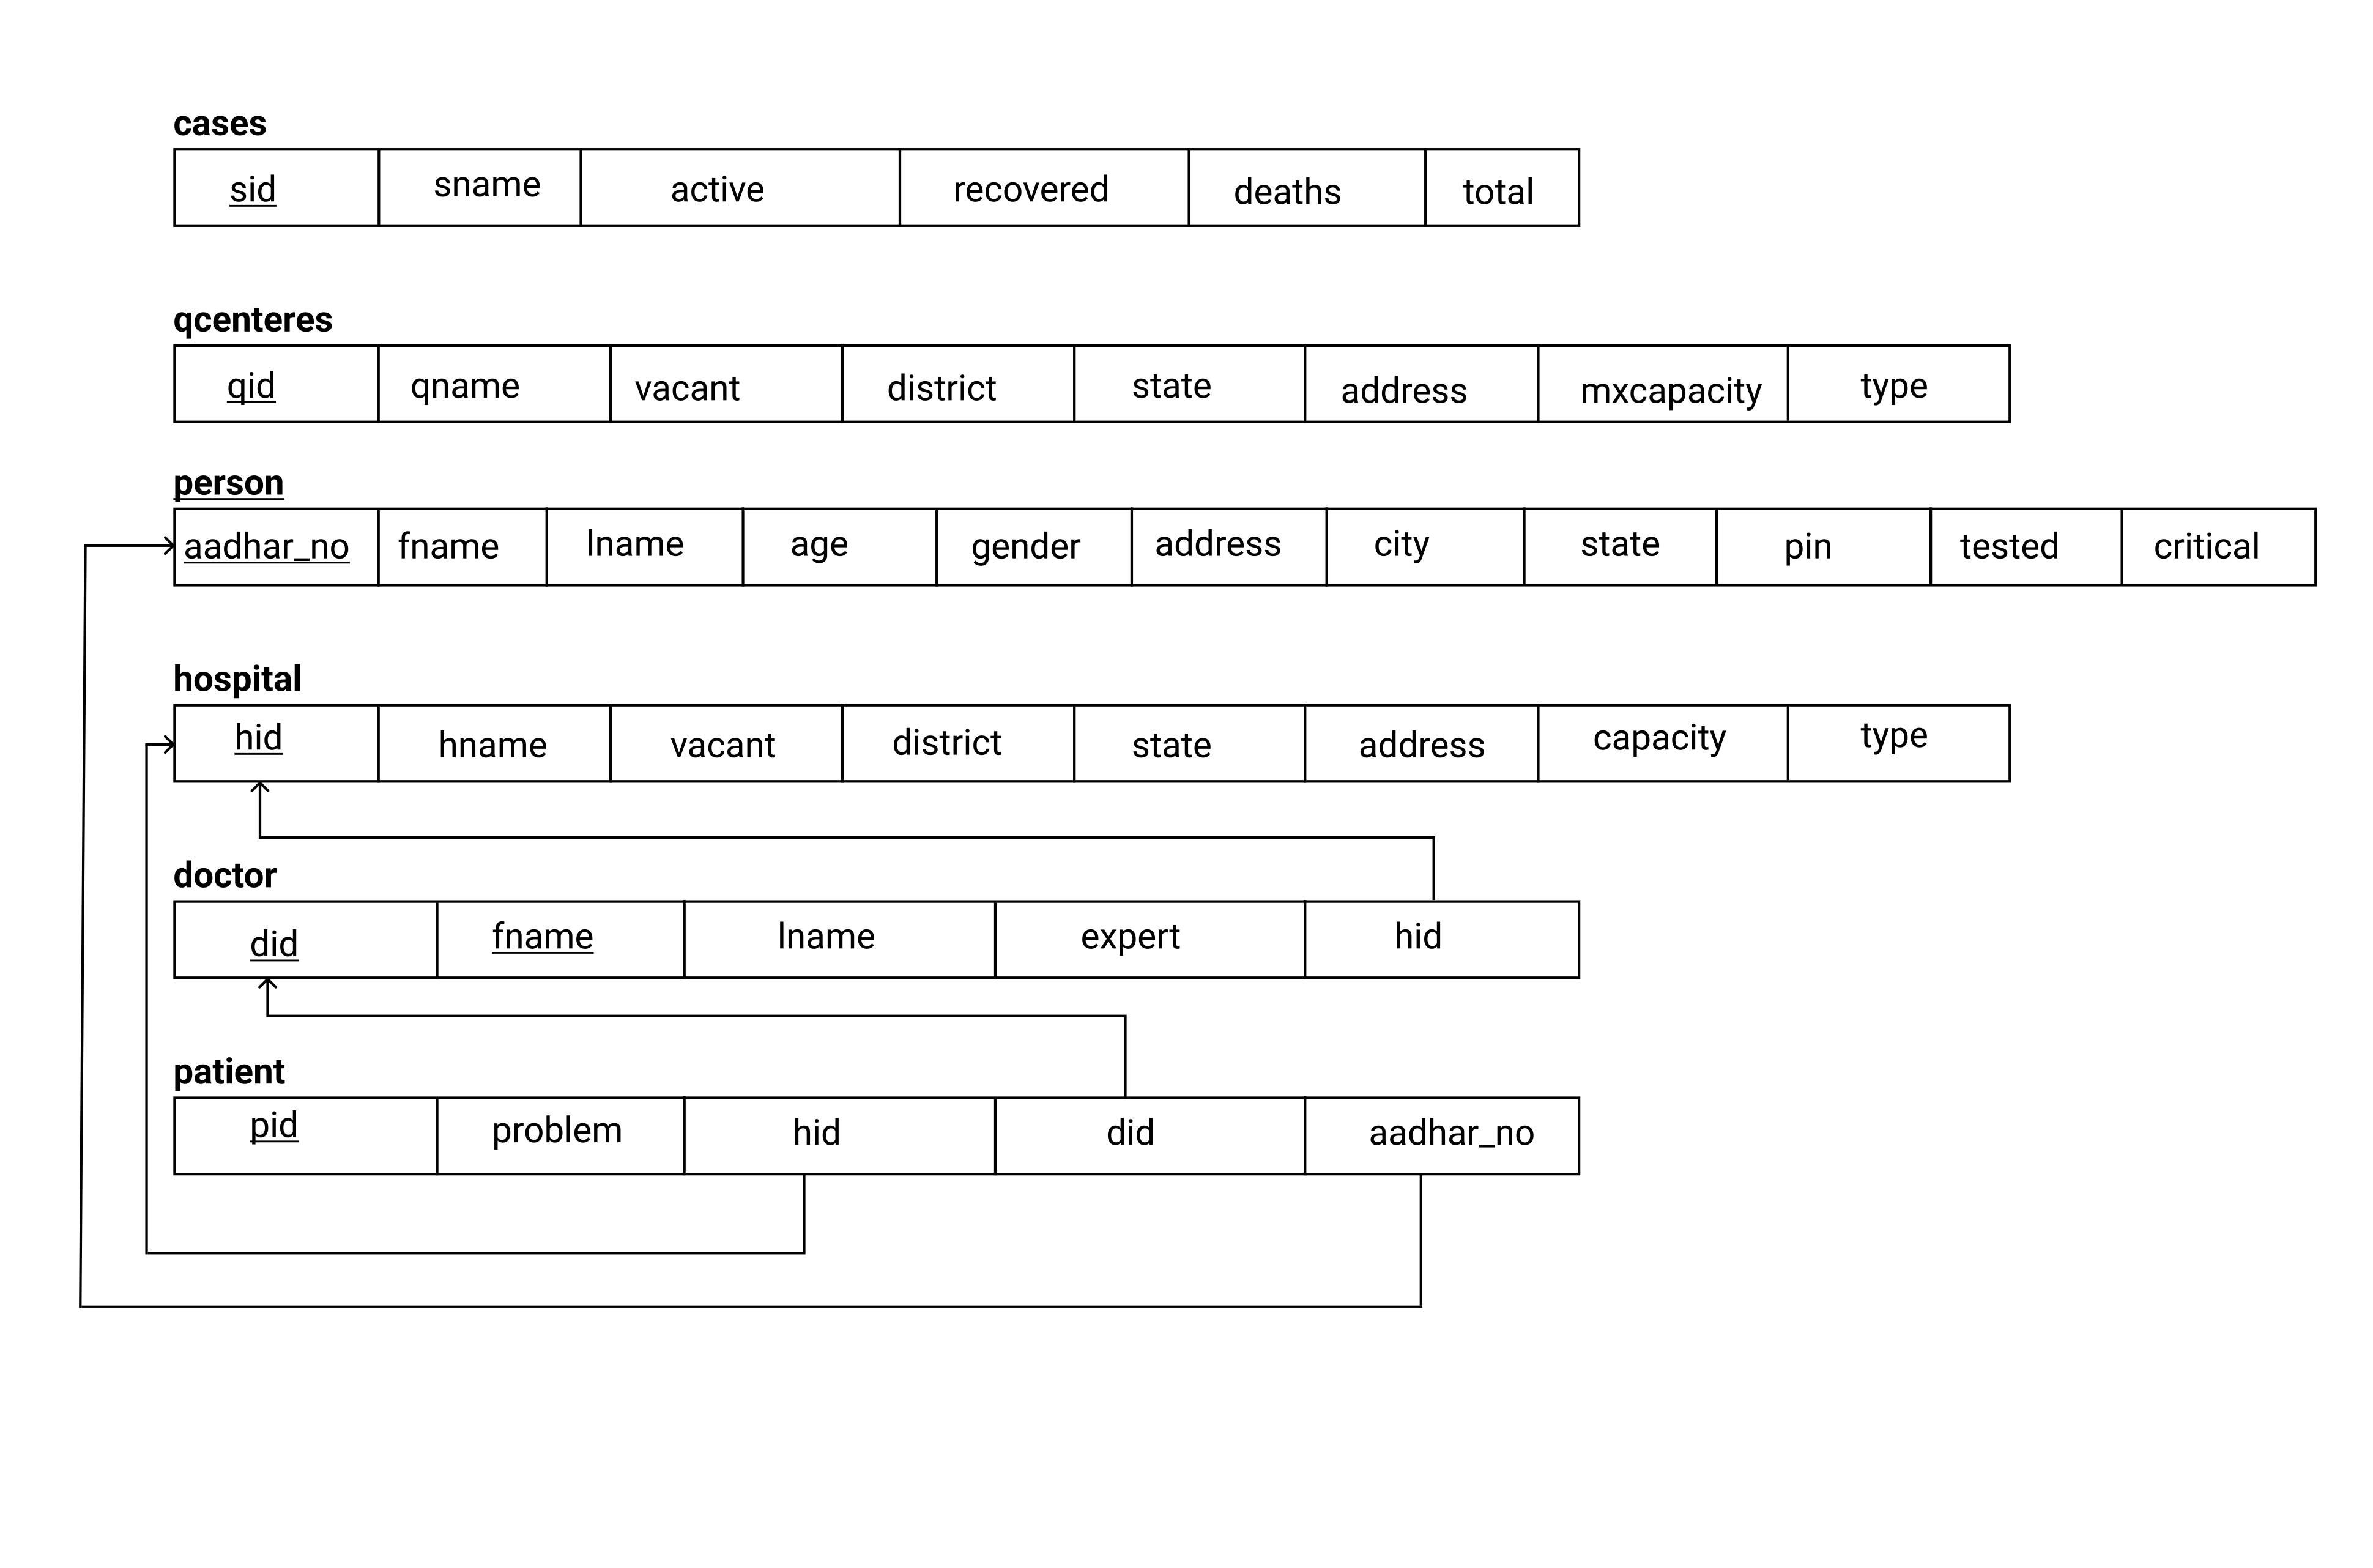 cases
sid sname active recovered deaths total
qcenteres
qid qname vacant district state address mxcapacity type
person
aadhar_no fname lname age gender address city state pin tested critical
hospital
hid hname vacant district state address capacity type
doctor
did fname lname expert hid
patient
pid problem hid did aadhar_no